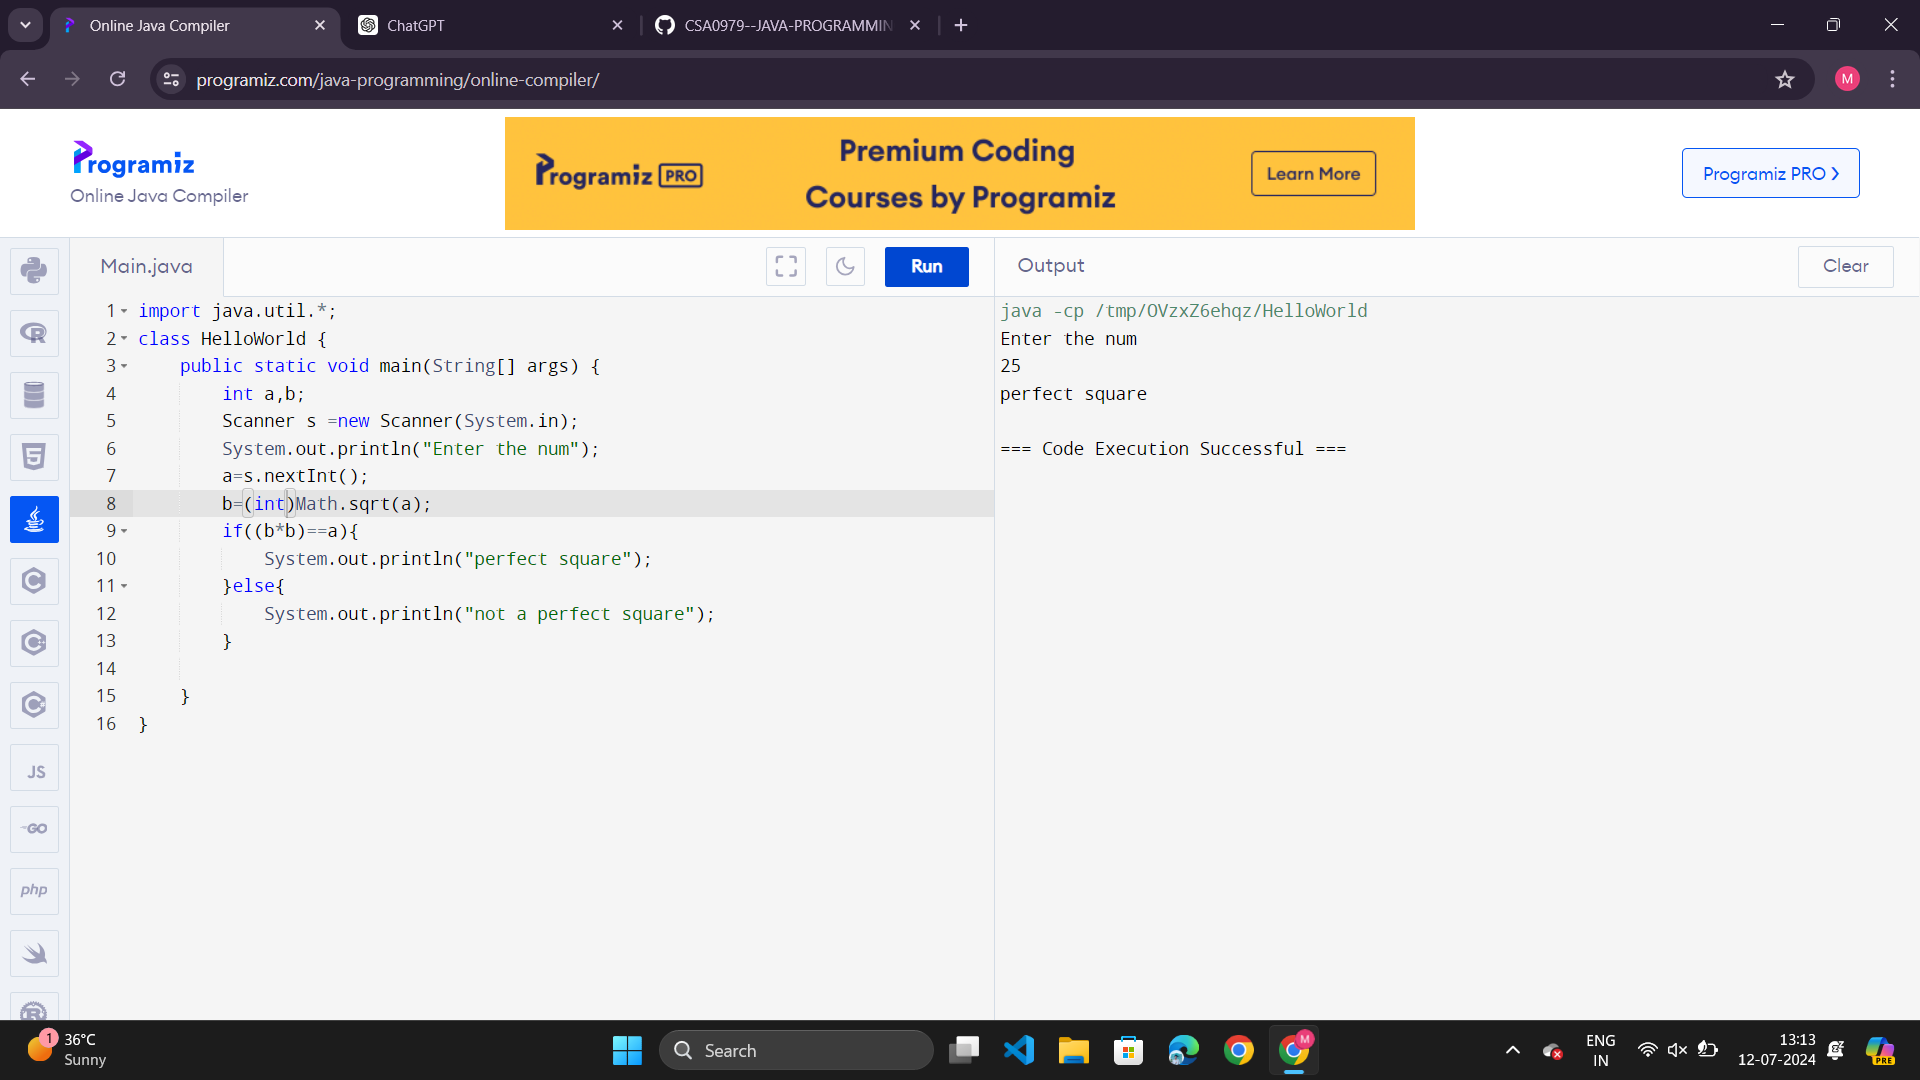 Online Java Compiler
ChatGPT
CSA0979--JAVA-PROGRAMMIN
programiz.com/java-programming/online-compiler/
M
Programiz
Online Java Compiler
Programiz PRO
Premium Coding
Courses by Programiz
Learn More
Programiz PRO
Main.java
Run
Output
Clear
1 import java.util.*;
2 class HelloWorld {
3     public static void main(String[] args) {
4         int a,b;
5         Scanner s =new Scanner(System.in);
6         System.out.println("Enter the num");
7         a=s.nextInt();
8         b=(int)Math.sqrt(a);
9         if((b*b)==a){
10             System.out.println("perfect square");
11         }else{
12             System.out.println("not a perfect square");
13         }
14
15     }
16 }
java -cp /tmp/OVzxZ6ehqz/HelloWorld
Enter the num
25
perfect square
=== Code Execution Successful ===
R
5
C
C
C
JS
GO
php
R
1
36°C
Sunny
Search
M
ENG
IN
13:13
12-07-2024
PRE